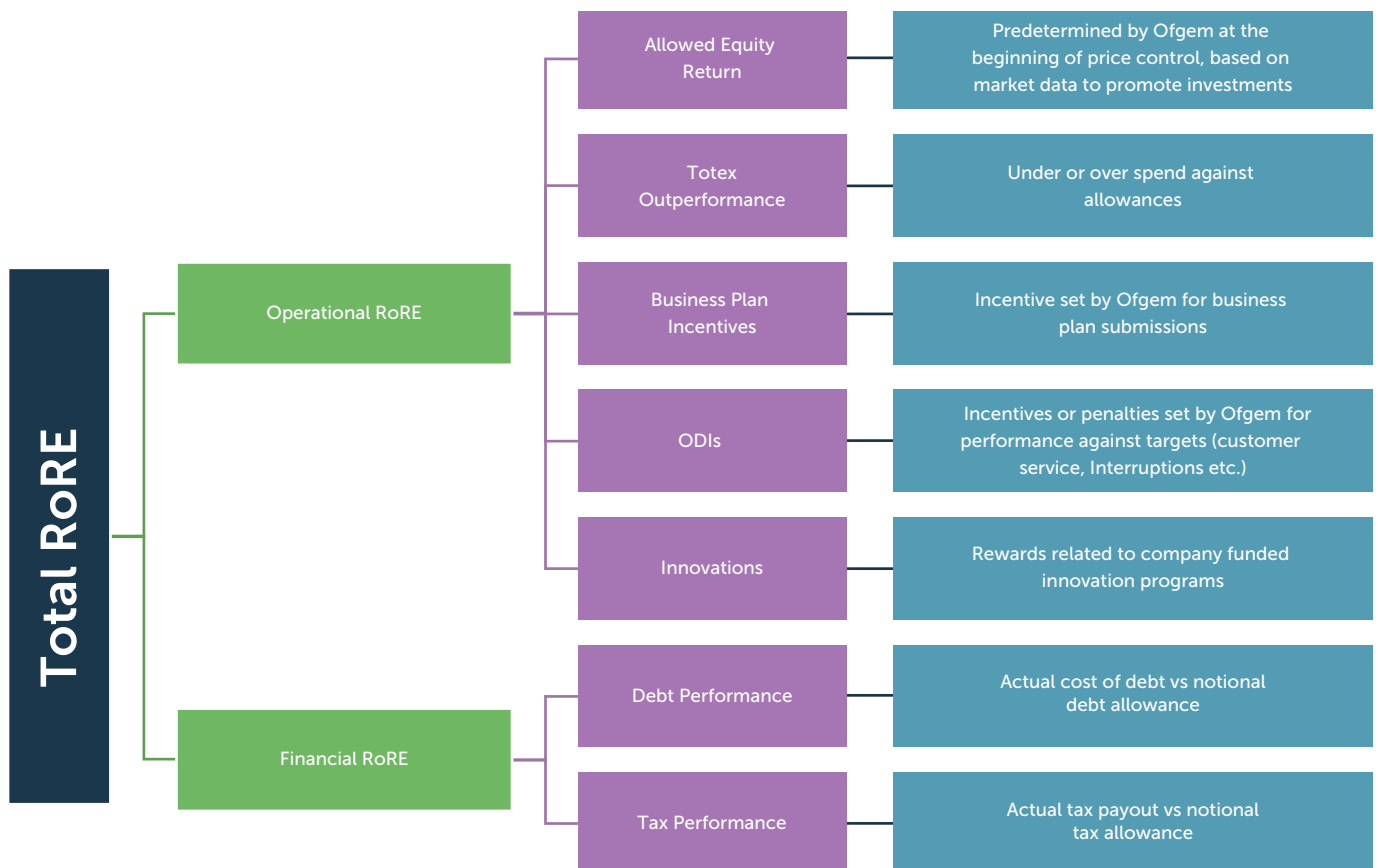 Total RoRE
Operational RoRE
Allowed Equity
Return
Predetermined by Ofgem at the
beginning of price control, based on
market data to promote investments
Totex
Outperformance
Under or over spend against
allowances
Business Plan
Incentives
Incentive set by Ofgem for business
plan submissions
ODIs
Incentives or penalties set by Ofgem for
performance against targets (customer
service, Interruptions etc.)
Innovations
Rewards related to company funded
innovation programs
Financial RoRE
Debt Performance
Actual cost of debt vs notional
debt allowance
Tax Performance
Actual tax payout vs notional
tax allowance